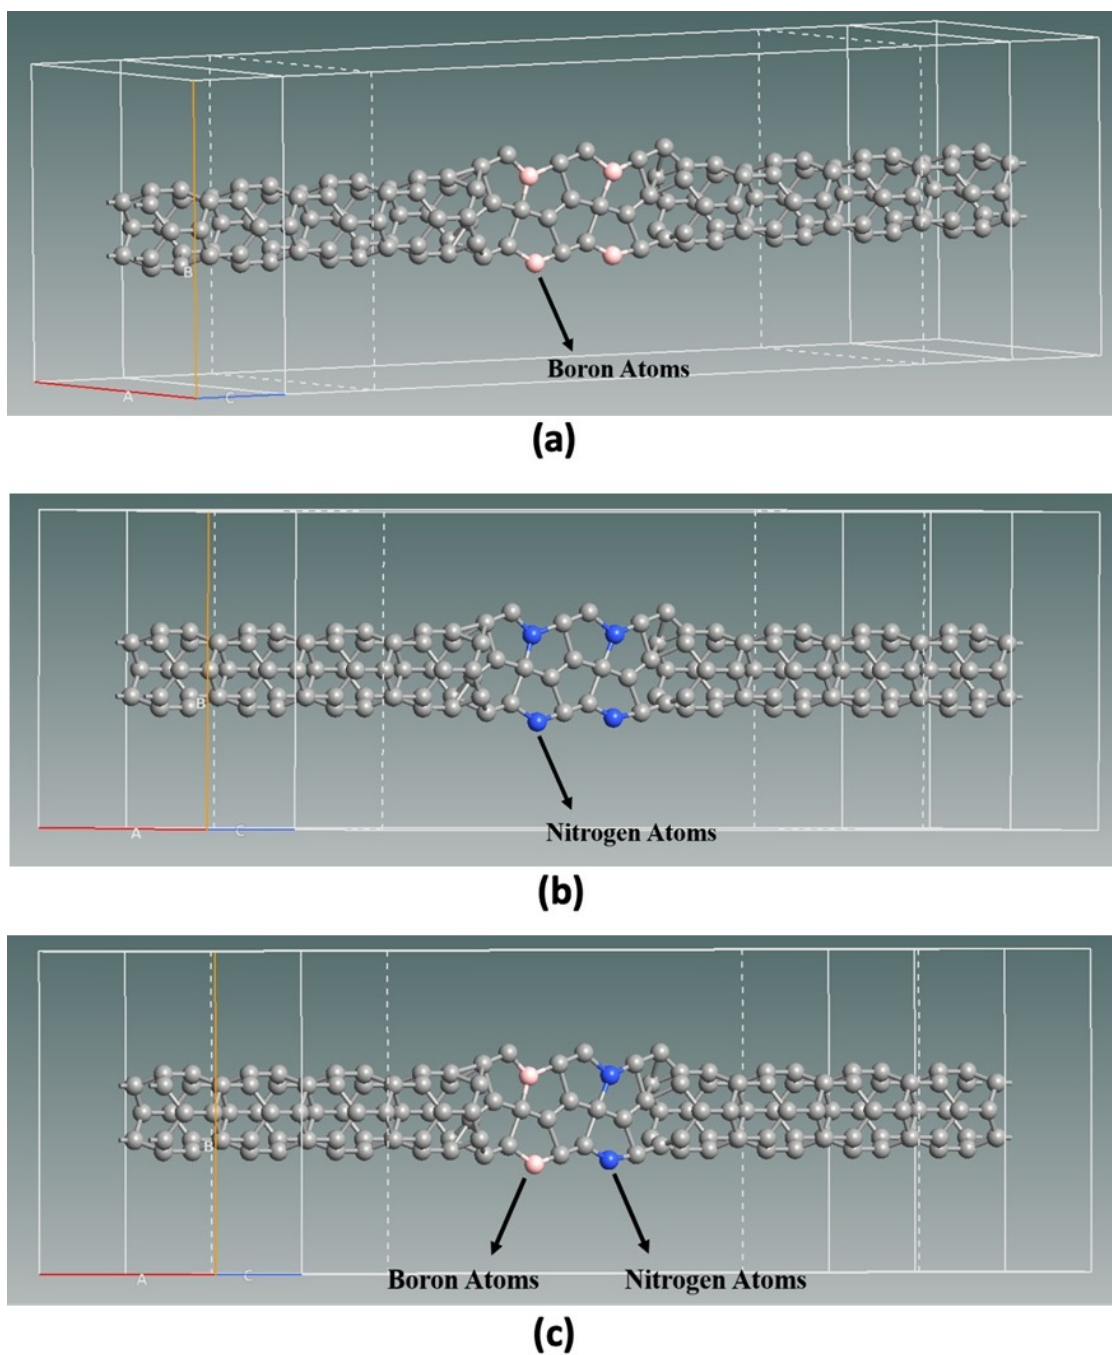 B
A C
Boron Atoms
(a)
B
A C
Nitrogen Atoms
(b)
B
A C
Boron Atoms Nitrogen Atoms
(c)